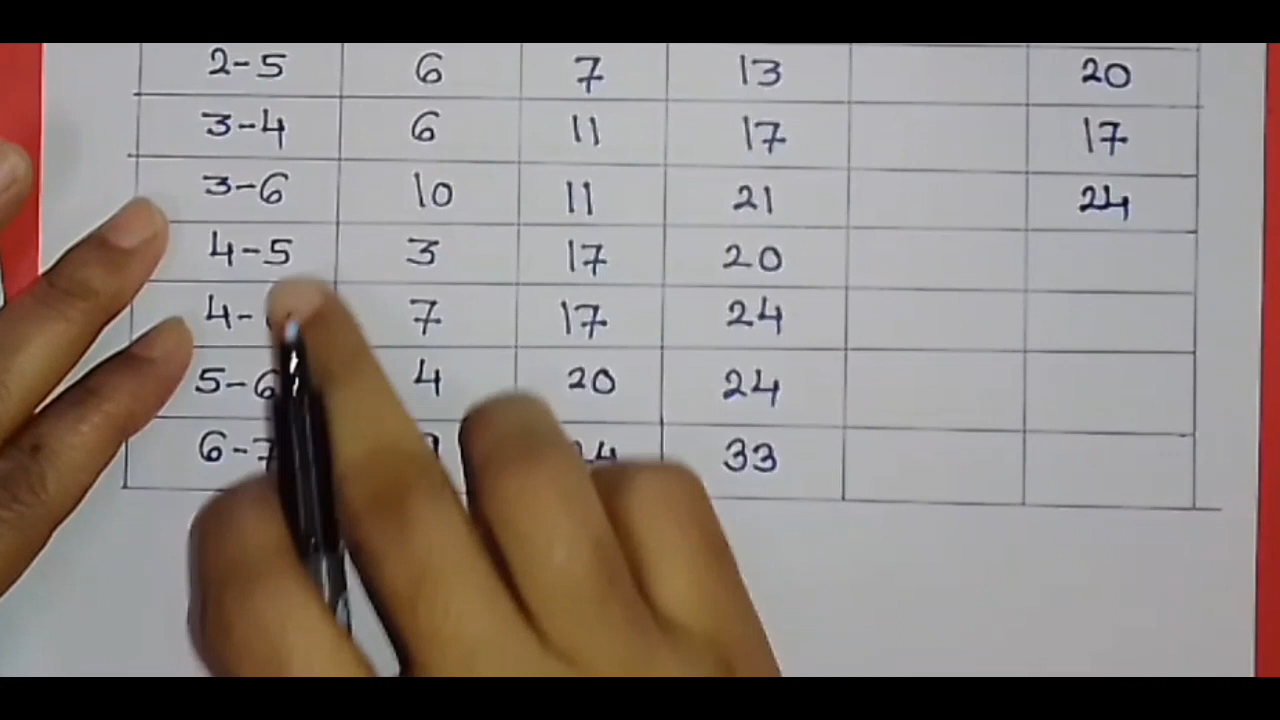 2-5 6 7 13 20
3-4 6 11 17 17
3-6 10 11 21 24
4-5 3 17 20
4- 7 17 24
5-6 4 20 24
6-7 33